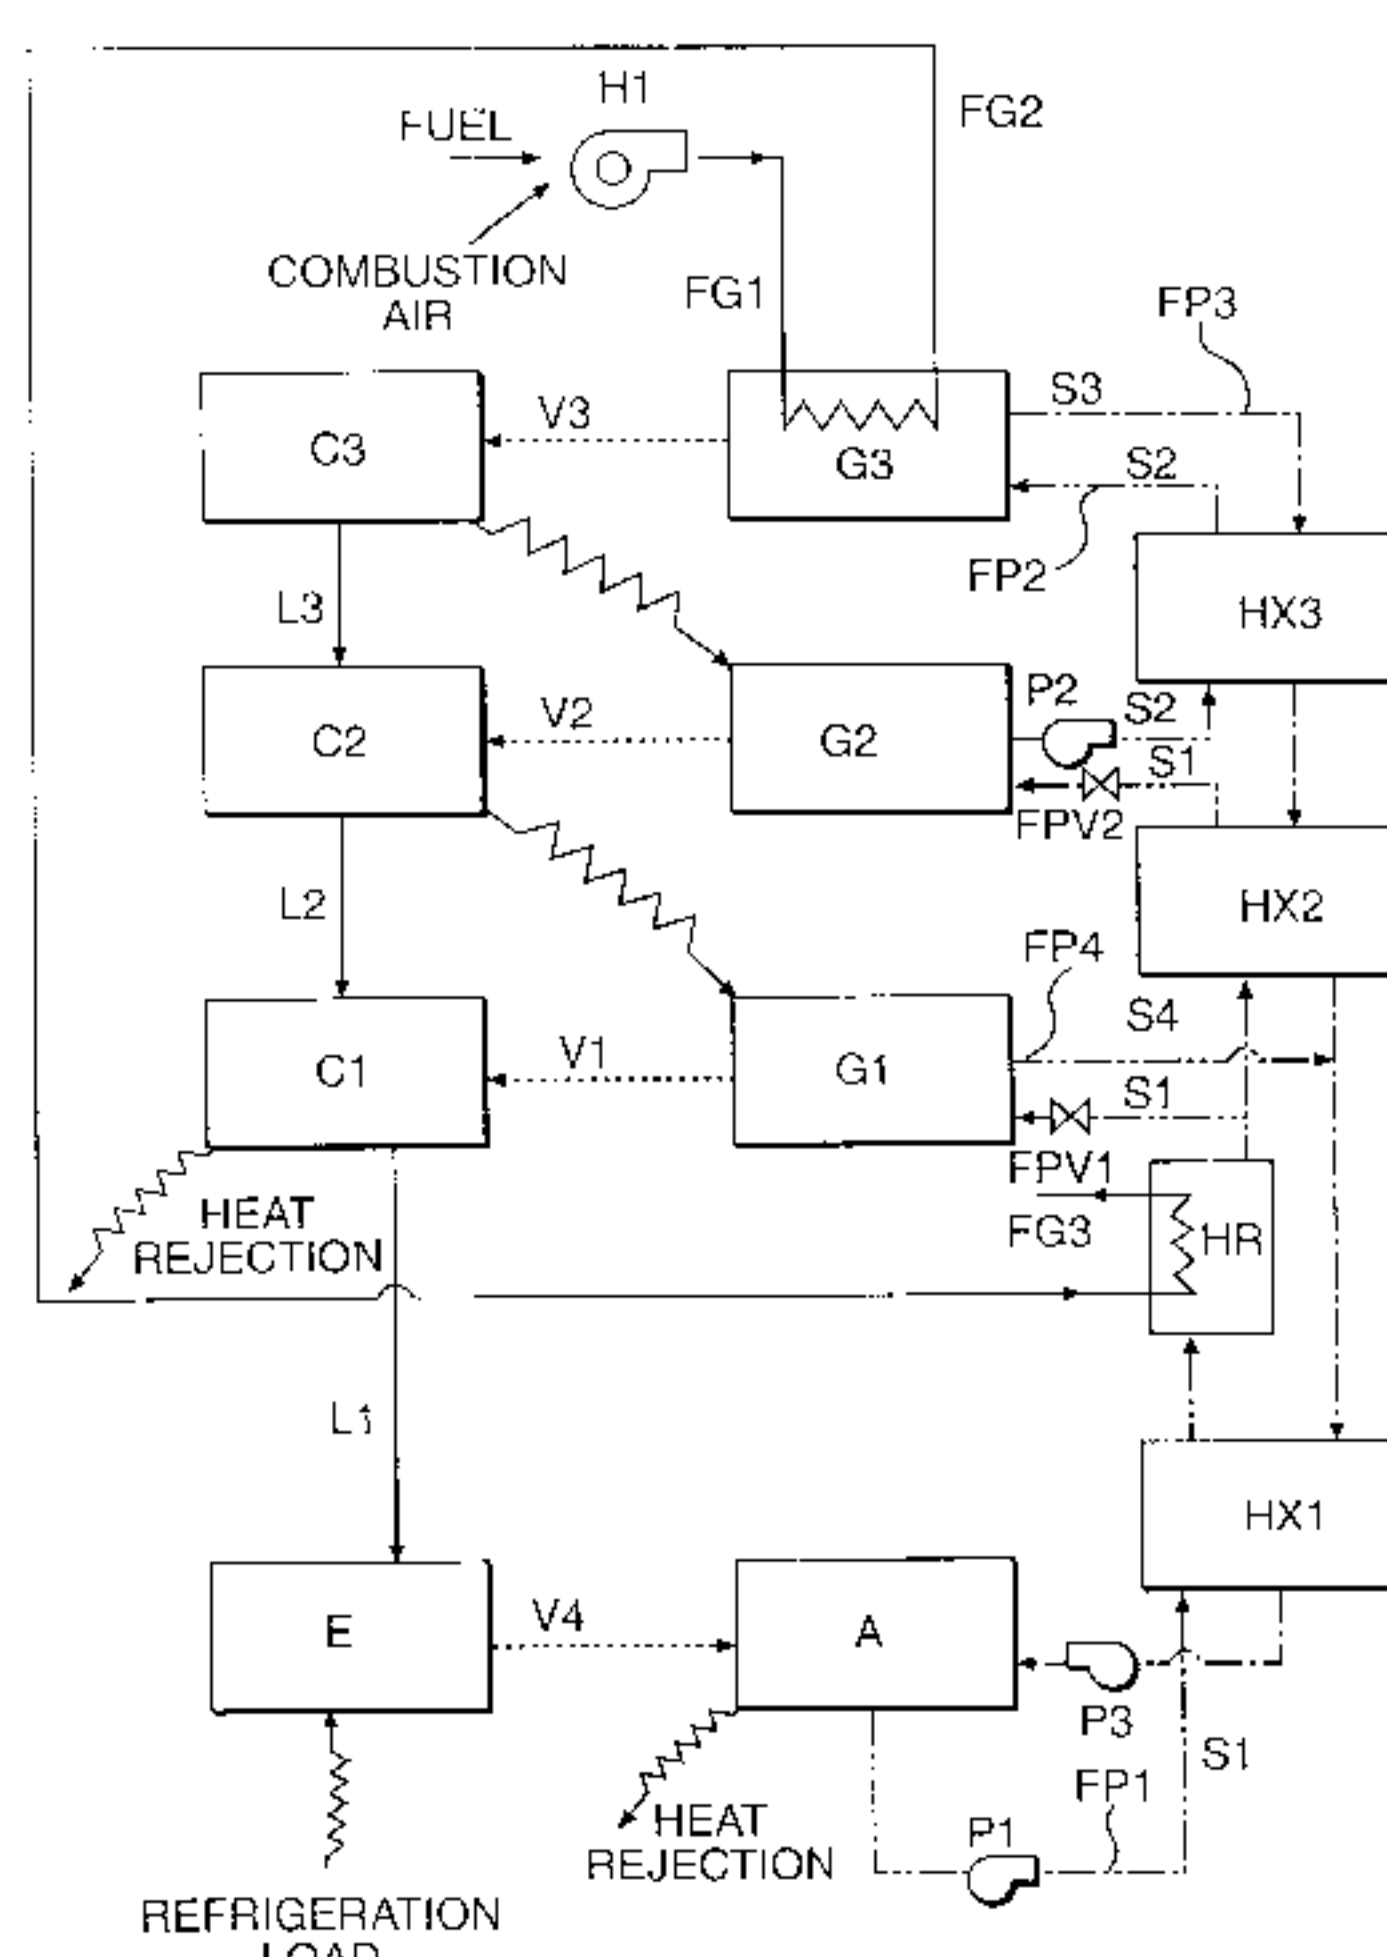 H1
FG2
FUEL
COMBUSTION
AIR
FG1
FP3
S3
V3
C3
G3
S2
FP2
L3
HX3
P2
S2
V2
C2
G2
S1
FPV2
L2
HX2
FP4
S4
V1
C1
G1
S1
FPV1
HEAT
REJECTION
FG3
HR
L1
HX1
E
V4
A
P3
S1
FP1
P1
HEAT
REJECTION
REFRIGERATION
LOAD